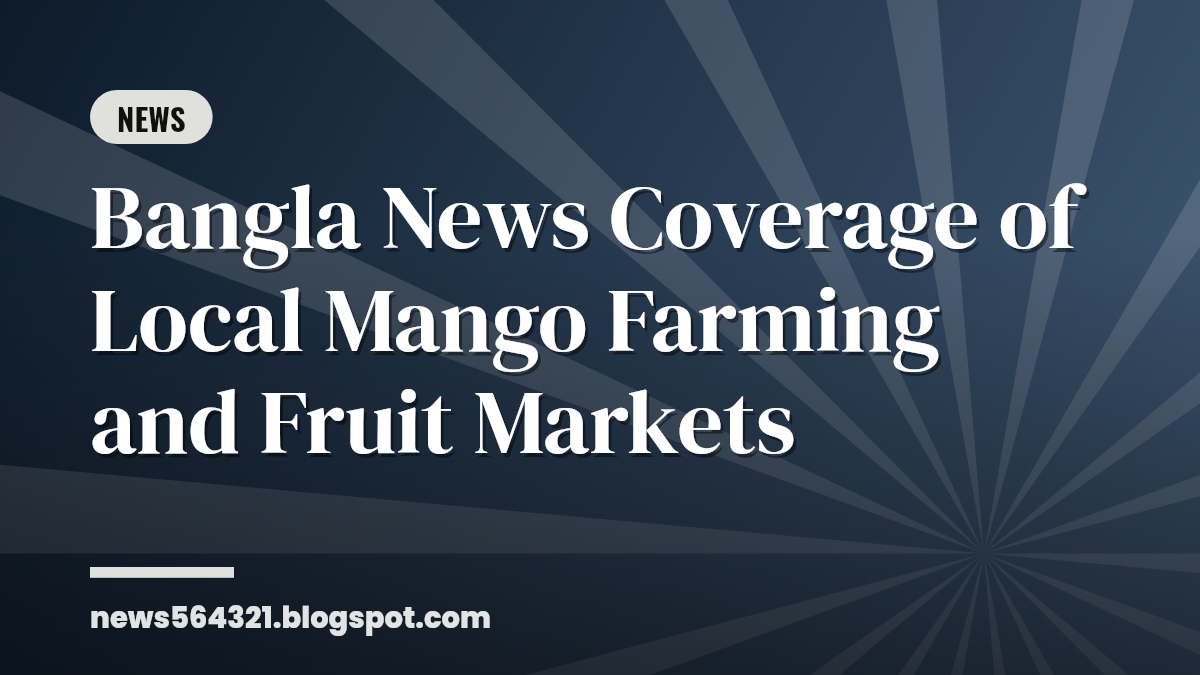 NEWS
Bangla News Coverage of
Local Mango Farming
and Fruit Markets
news564321.blogspot.com